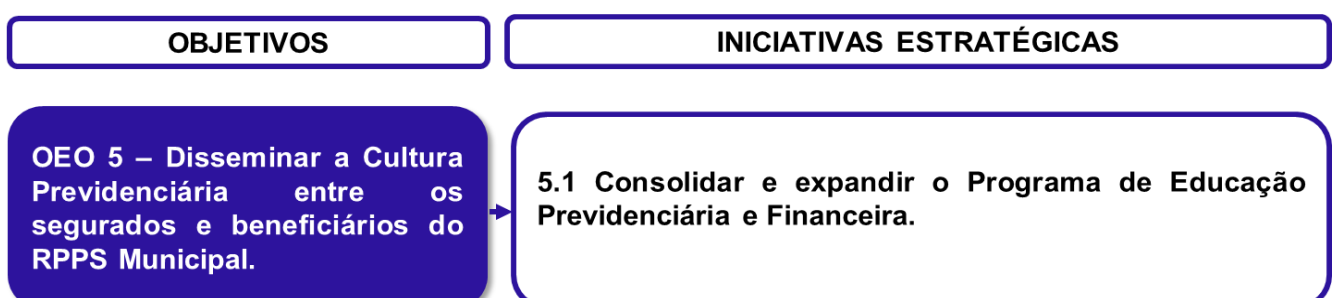 OBJETIVOS
INICIATIVAS ESTRATÉGICAS
OEO 5 – Disseminar a Cultura
Previdenciária entre os
segurados e beneficiários do
RPPS Municipal.
5.1 Consolidar e expandir o Programa de Educação
Previdenciária e Financeira.